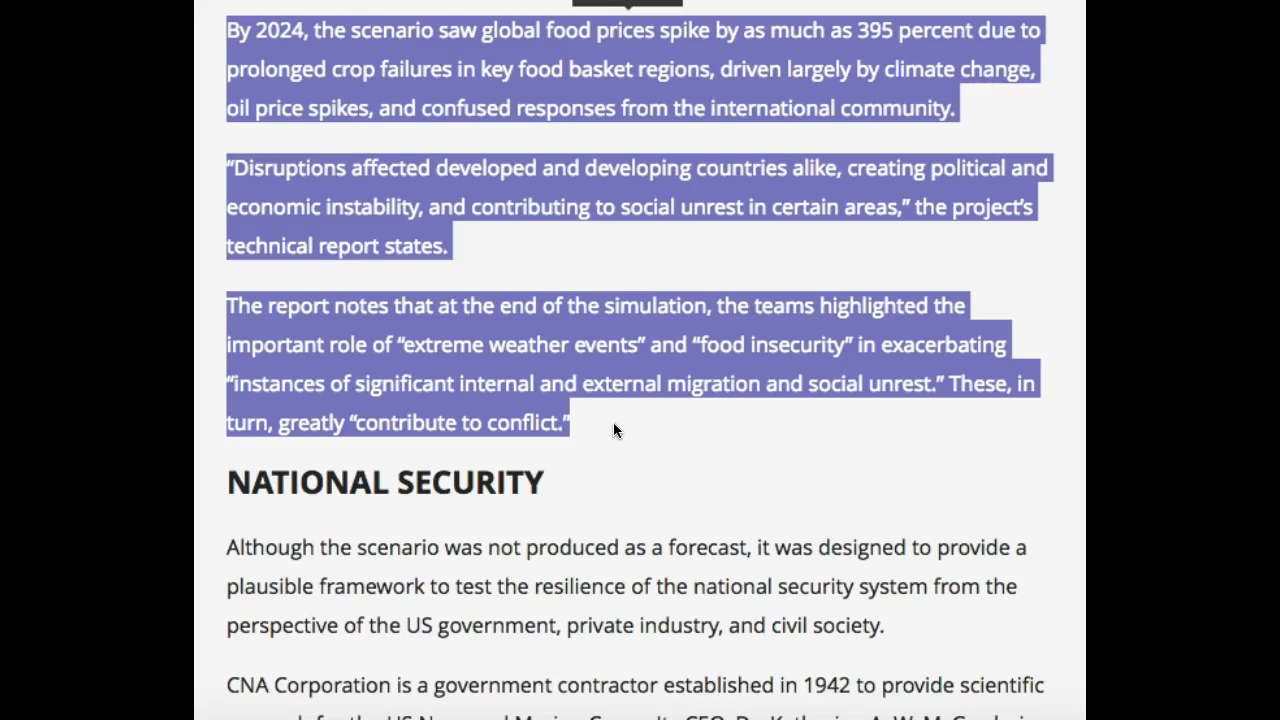 By 2024, the scenario saw global food prices spike by as much as 395 percent due to
prolonged crop failures in key food basket regions, driven largely by climate change,
oil price spikes, and confused responses from the international community.
“Disruptions affected developed and developing countries alike, creating political and
economic instability, and contributing to social unrest in certain areas,” the project’s
technical report states.
The report notes that at the end of the simulation, the teams highlighted the
important role of “extreme weather events” and “food insecurity” in exacerbating
“instances of significant internal and external migration and social unrest.” These, in
turn, greatly “contribute to conflict.”
NATIONAL SECURITY
Although the scenario was not produced as a forecast, it was designed to provide a
plausible framework to test the resilience of the national security system from the
perspective of the US government, private industry, and civil society.
CNA Corporation is a government contractor established in 1942 to provide scientific